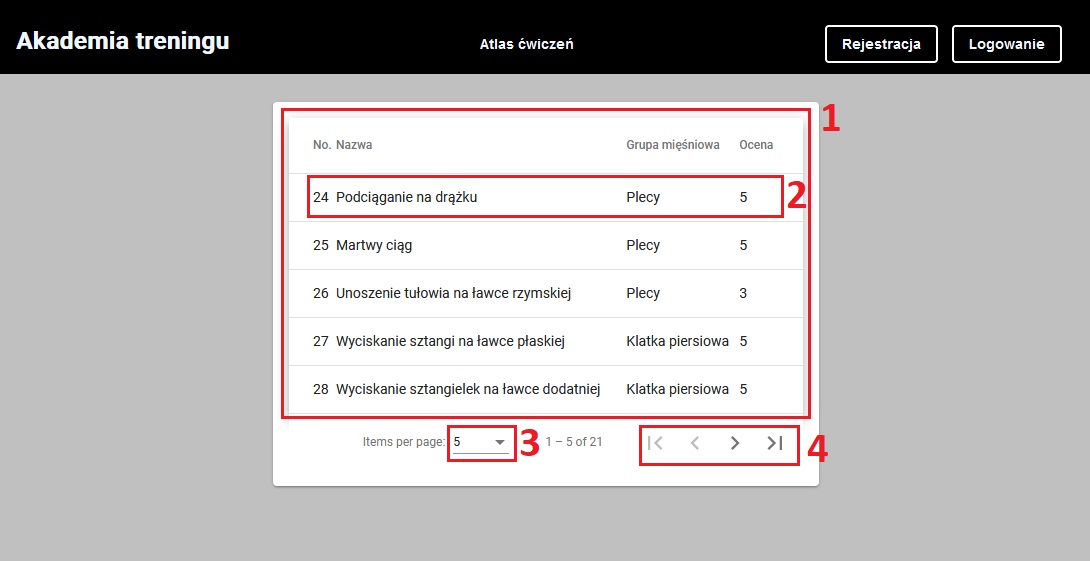 Akademia treningu Atlas ćwiczeń Rejestracja Logowanie
1
No. Nazwa Grupa mięśniowa Ocena
24 Podciąganie na drążku Plecy 5 2
25 Martwy ciąg Plecy 5
26 Unoszenie tułowia na ławce rzymskiej Plecy 3
27 Wyciskanie sztangi na ławce płaskiej Klatka piersiowa 5
28 Wyciskanie sztangielek na ławce dodatniej Klatka piersiowa 5
Items per page: 5 3 1 – 5 of 21 4